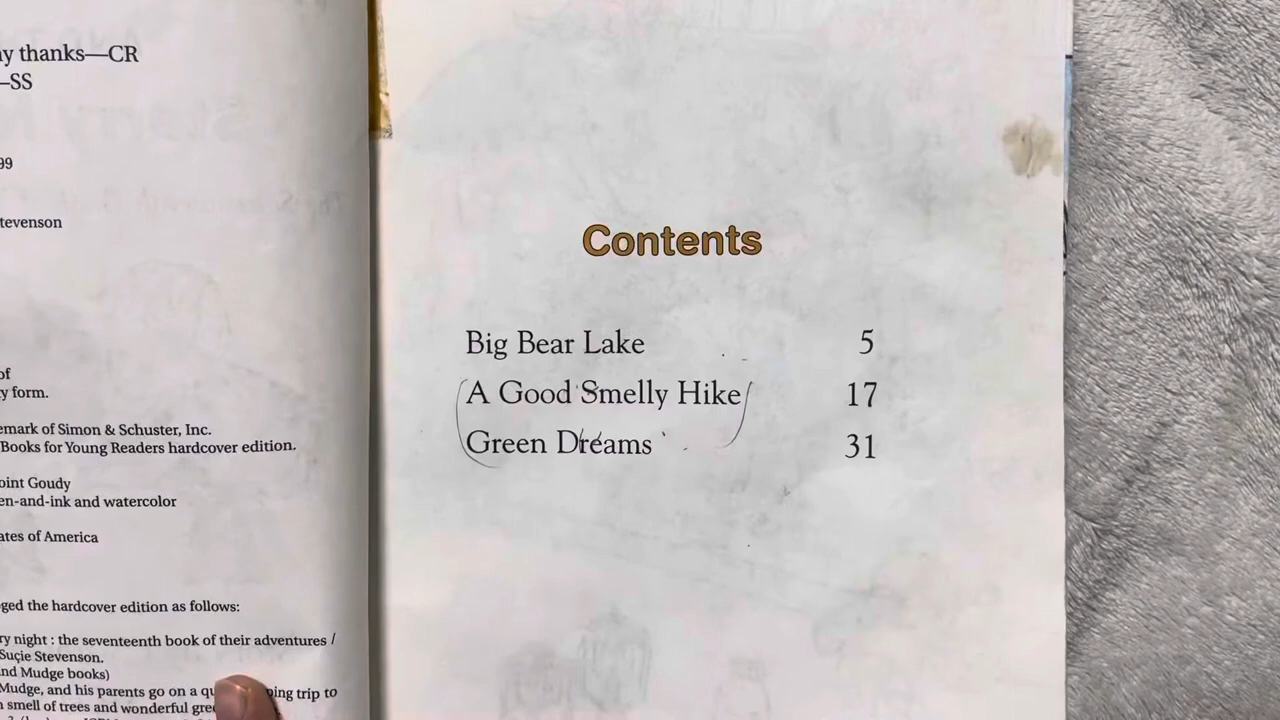 y thanks—CR
—SS
99
tevenson
of
y form.
emark of Simon & Schuster, Inc.
Books for Young Readers hardcover edition.
oint Goudy
en-and-ink and watercolor
ates of America
ged the hardcover edition as follows:
ry night : the seventeenth book of their adventures /
Suçie Stevenson.
nd Mudge books)
Mudge, and his parents go on a qu ping trip to
n smell of trees and wonderful gre
Contents
Big Bear Lake 5
A Good Smelly Hike 17
Green Dreams 31